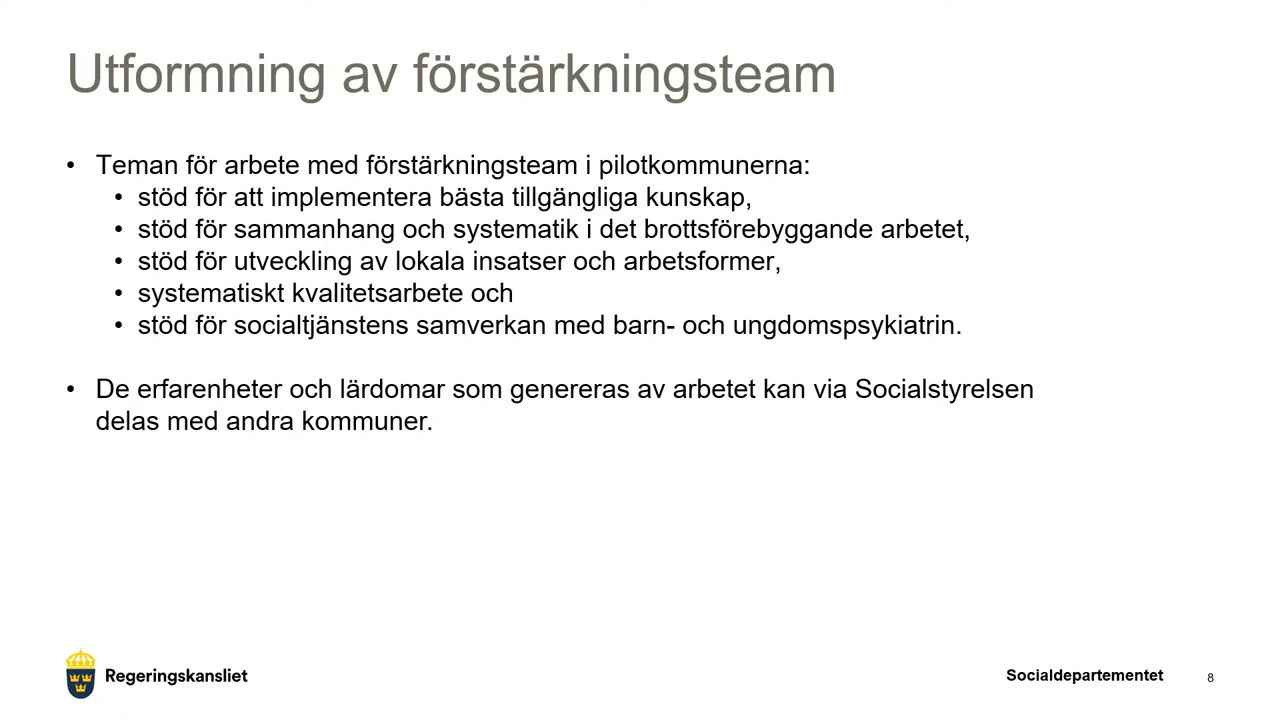 Utformning av förstärkningsteam
• Teman för arbete med förstärkningsteam i pilotkommunerna:
• stöd för att implementera bästa tillgängliga kunskap,
• stöd för sammanhang och systematik i det brottsförebyggande arbetet,
• stöd för utveckling av lokala insatser och arbetsformer,
• systematiskt kvalitetsarbete och
• stöd för socialtjänstens samverkan med barn- och ungdomspsykiatrin.
• De erfarenheter och lärdomar som genereras av arbetet kan via Socialstyrelsen
delas med andra kommuner.
Regeringskansliet
Socialdepartementet
8